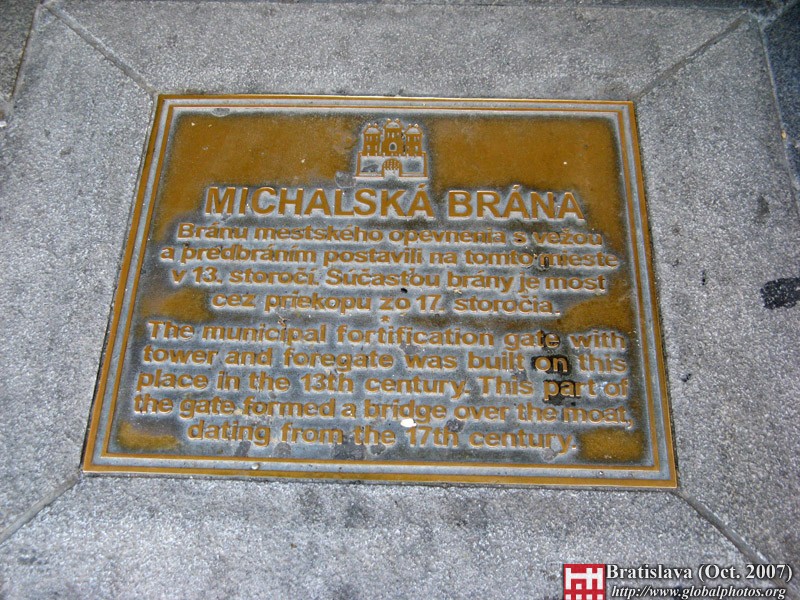 MICHALSKÁ BRÁNA
Bránu mestského opevnenia s vežou
a predbráním postavili na tomto mieste
v 13. storočí. Súčasťou brány je most
cez priekopu zo 17. storočia.
*
The municipal fortification gate with
tower and foregate was built on this
place in the 13th century. This part of
the gate formed a bridge over the moat,
dating from the 17th century.
Bratislava (Oct. 2007)
http://www.globalphotos.org